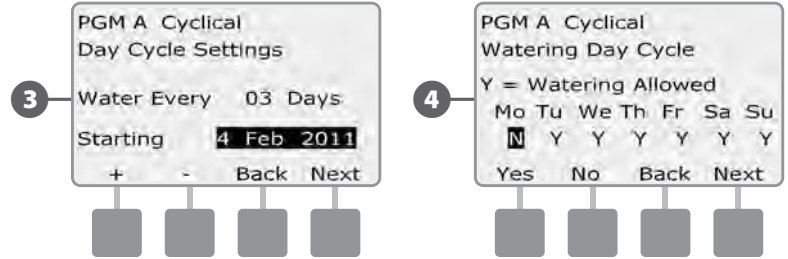 PGM A Cyclical
Day Cycle Settings
3
Water Every 03 Days
Starting 4 Feb 2011
+ - Back Next
PGM A Cyclical
Watering Day Cycle
4
Y = Watering Allowed
Mo Tu We Th Fr Sa Su
N Y Y Y Y Y Y
Yes No Back Next